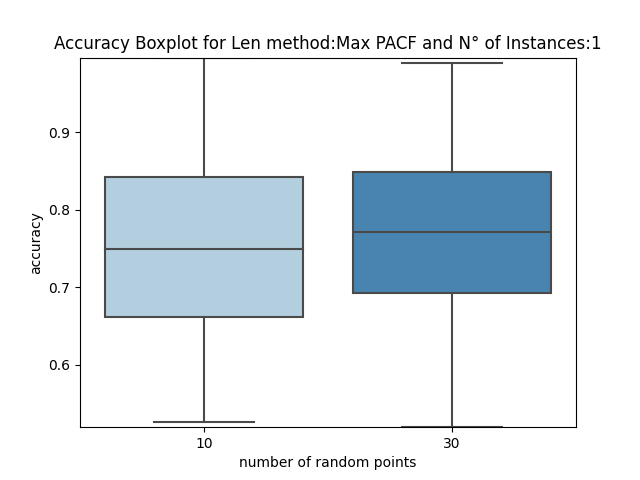 Accuracy Boxplot for Len method:Max PACF and N° of Instances:1
0.9
0.8
0.7
0.6
accuracy
10
30
number of random points